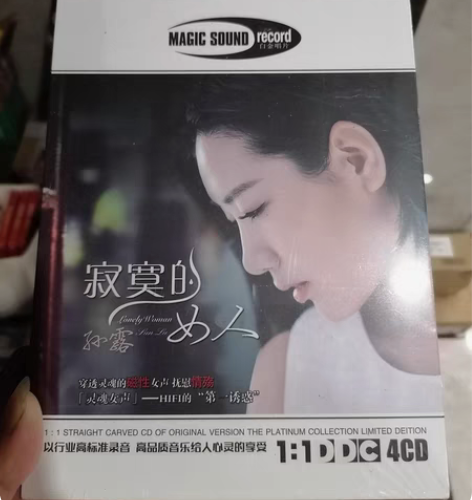 MAGIC SOUND record
白金唱片
寂寞的
Lonely Woman
女人
孙露
Sun Lu
穿透灵魂的磁性女声 抚慰情殇
「灵魂女声」——HIFI的“第一诱惑”
1:1 STRAIGHT CARVED CD OF ORIGINAL VERSION THE PLATINUM COLLECTION LIMITED DEITION
以行业高标准录音 高品质音乐给人心灵的享受 1:1DDC 4CD